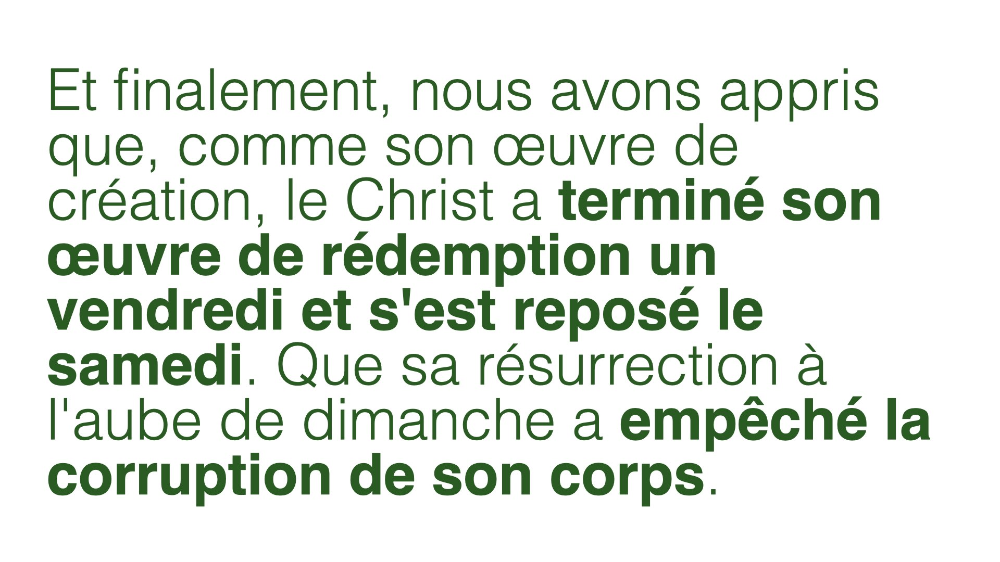 Et finalement, nous avons appris
que, comme son œuvre de
création, le Christ a terminé son
œuvre de rédemption un
vendredi et s'est reposé le
samedi. Que sa résurrection à
l'aube de dimanche a empêché la
corruption de son corps.